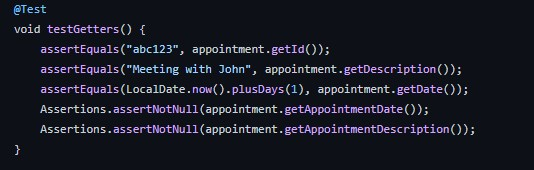 @Test
void testGetters() {
    assertEquals("abc123", appointment.getId());
    assertEquals("Meeting with John", appointment.getDescription());
    assertEquals(LocalDate.now().plusDays(1), appointment.getDate());
    Assertions.assertNotNull(appointment.getAppointmentDate());
    Assertions.assertNotNull(appointment.getAppointmentDescription());
}